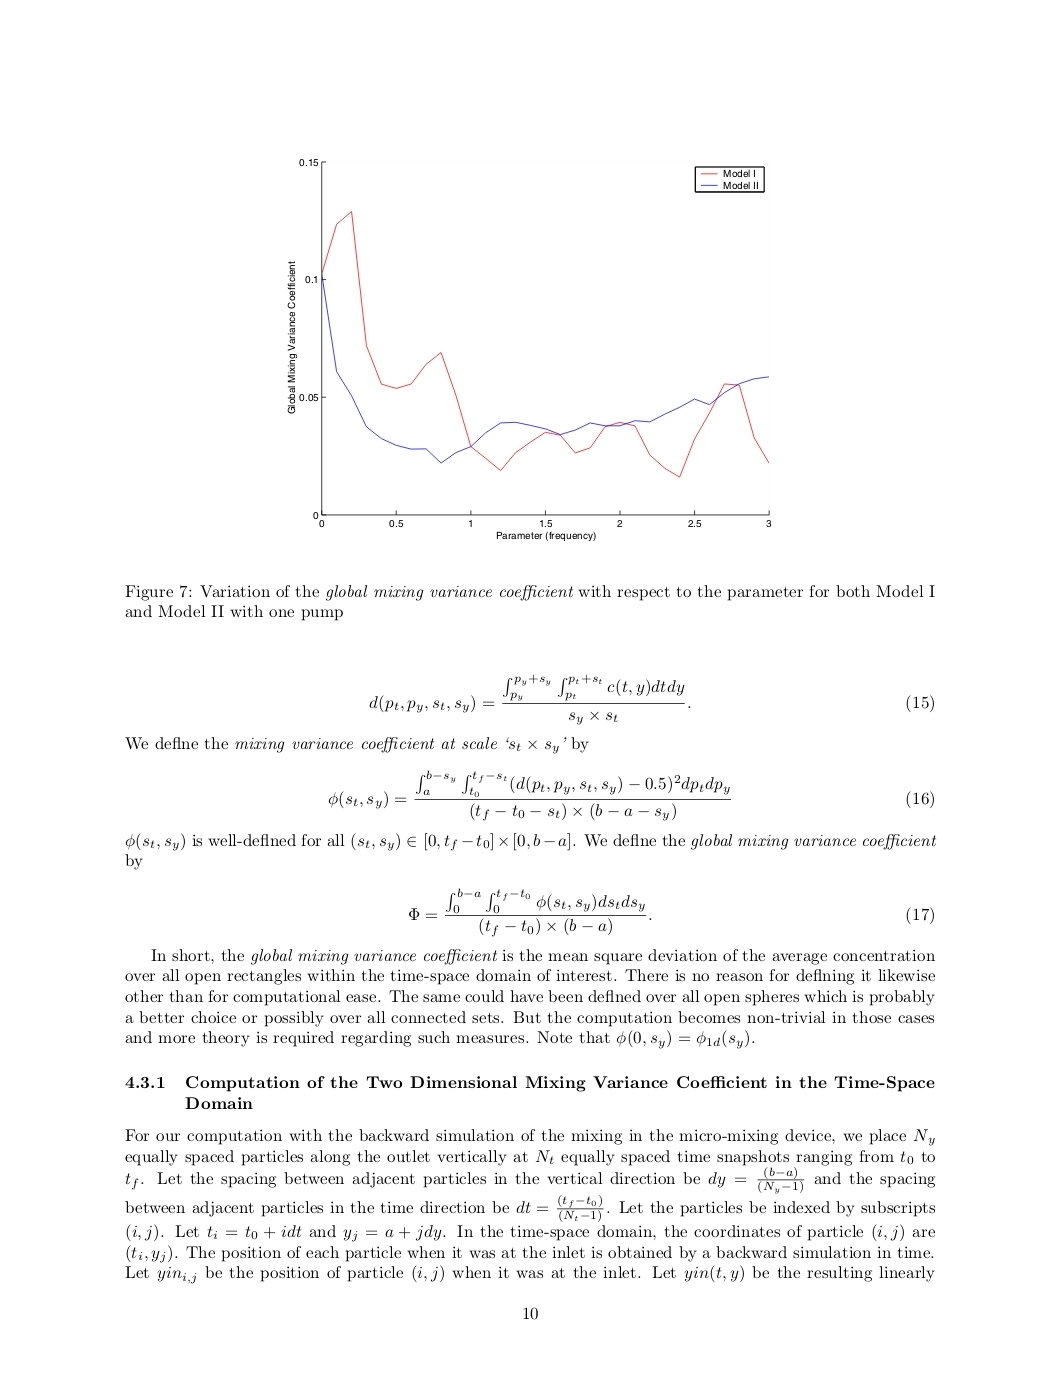 0.15
Model I
Model II
0.1
Global Mixing Variance Coefficient
0.05
0
0 0.5 1 1.5 2 2.5 3
Parameter (frequency)
Figure 7: Variation of the global mixing variance coefficient with respect to the parameter for both Model I
and Model II with one pump
d(p_t, p_y, s_t, s_y) = \frac{\int_{p_y}^{p_y+s_y} \int_{p_t}^{p_t+s_t} c(t, y)dtdy}{s_y × s_t}. (15)
We define the mixing variance coefficient at scale ‘s_t × s_y’ by
ϕ(s_t, s_y) = \frac{\int_a^{b−s_y} \int_{t_0}^{t_f−s_t} (d(p_t, p_y, s_t, s_y) − 0.5)^2 dp_t dp_y}{(t_f − t_0 − s_t) × (b − a − s_y)} (16)
ϕ(s_t, s_y) is well-defined for all (s_t, s_y) ∈ [0, t_f − t_0] × [0, b − a]. We define the global mixing variance coefficient
by
Φ = \frac{\int_0^{b−a} \int_0^{t_f−t_0} ϕ(s_t, s_y)ds_t ds_y}{(t_f − t_0) × (b − a)}. (17)
In short, the global mixing variance coefficient is the mean square deviation of the average concentration
over all open rectangles within the time-space domain of interest. There is no reason for defining it likewise
other than for computational ease. The same could have been defined over all open spheres which is probably
a better choice or possibly over all connected sets. But the computation becomes non-trivial in those cases
and more theory is required regarding such measures. Note that ϕ(0, s_y) = ϕ_{1d}(s_y).
4.3.1 Computation of the Two Dimensional Mixing Variance Coefficient in the Time-Space
Domain
For our computation with the backward simulation of the mixing in the micro-mixing device, we place N_y
equally spaced particles along the outlet vertically at N_t equally spaced time snapshots ranging from t_0 to
t_f. Let the spacing between adjacent particles in the vertical direction be dy = \frac{(b−a)}{(N_y−1)} and the spacing
between adjacent particles in the time direction be dt = \frac{(t_f−t_0)}{(N_t−1)}. Let the particles be indexed by subscripts
(i, j). Let t_i = t_0 + idt and y_j = a + jdy. In the time-space domain, the coordinates of particle (i, j) are
(t_i, y_j). The position of each particle when it was at the inlet is obtained by a backward simulation in time.
Let yin_{i,j} be the position of particle (i, j) when it was at the inlet. Let yin(t, y) be the resulting linearly
10